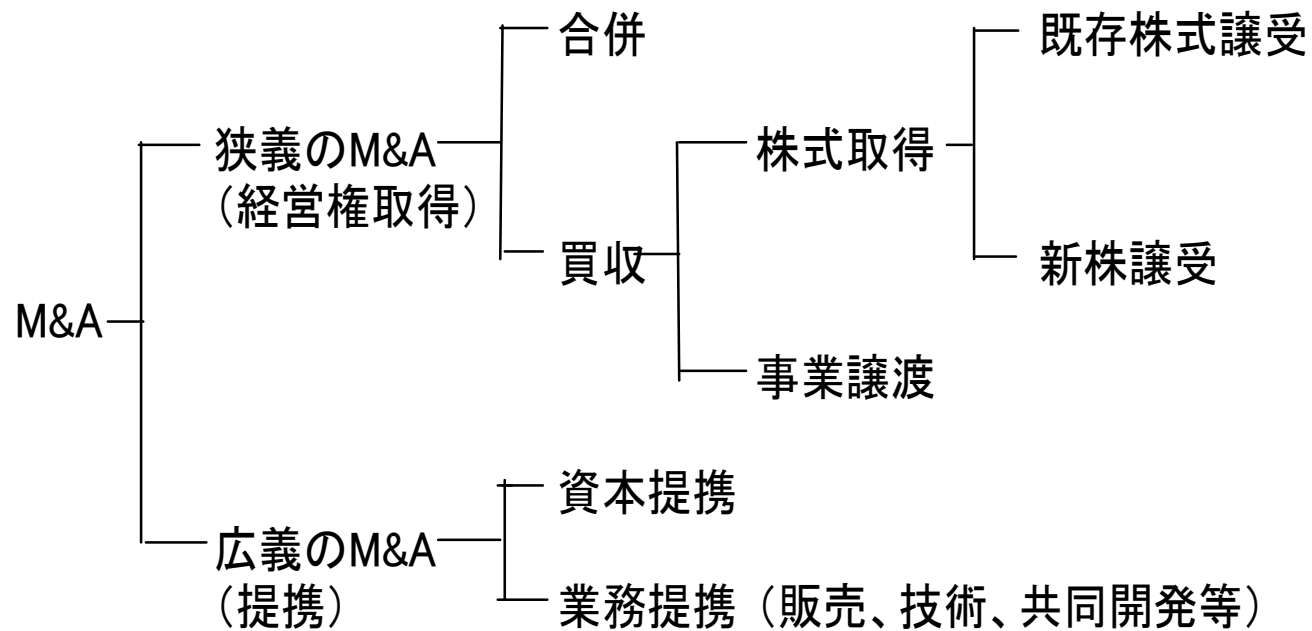 合併
既存株式譲受
狭義のM&A
（経営権取得）
株式取得
買収
新株譲受
M&A
事業譲渡
資本提携
広義のM&A
（提携）
業務提携（販売、技術、共同開発等）